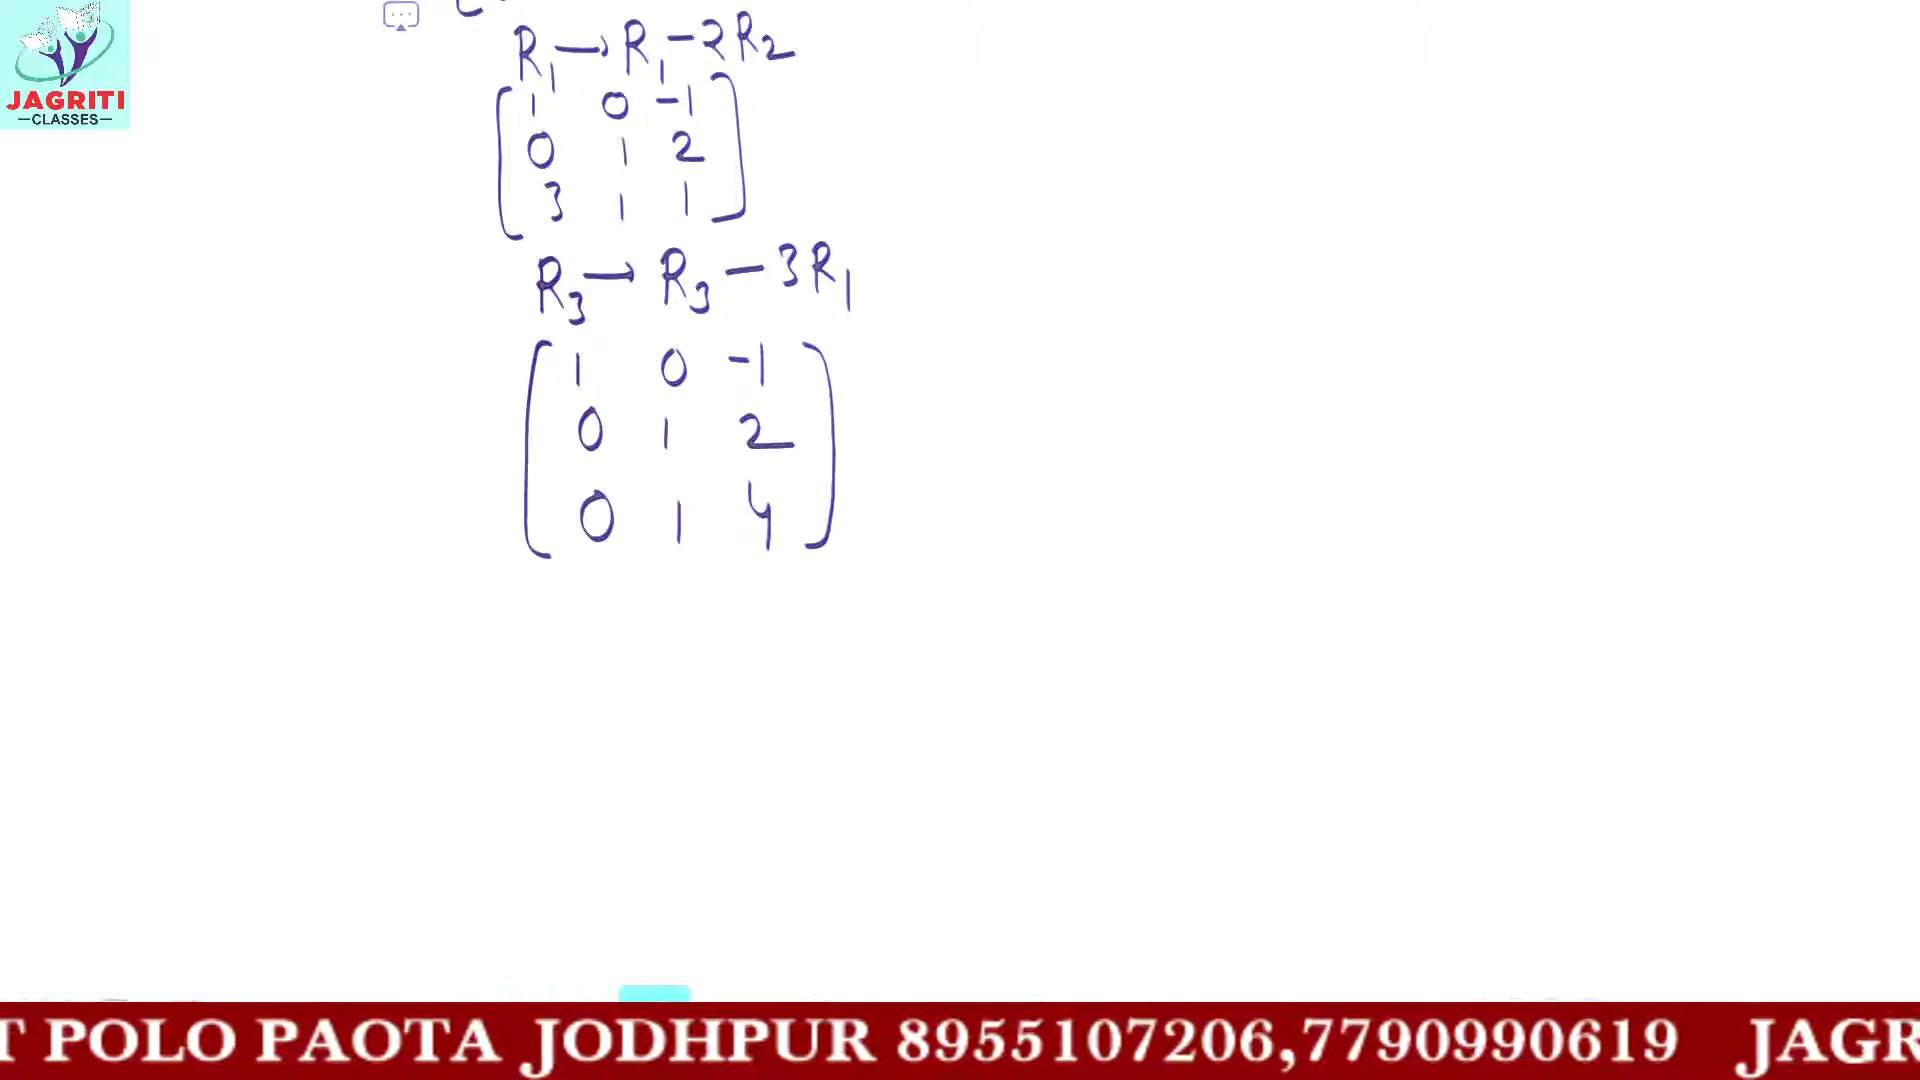 JAGRITI
—CLASSES—
R₁ → R₁ - 2R₂
1 0 -1
0 1 2
3 1 1
R₃ → R₃ - 3R₁
1 0 -1
0 1 2
0 1 4
T POLO PAOTA JODHPUR 8955107206,7790990619 JAGR